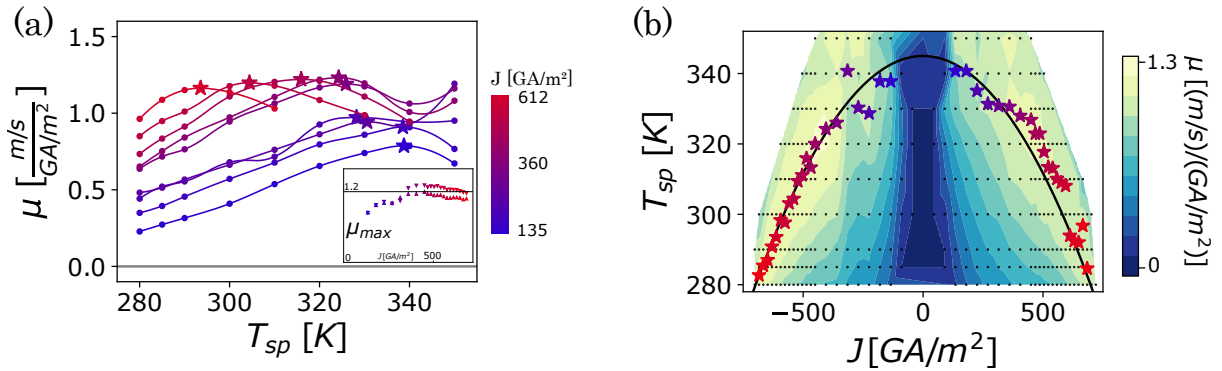 (a)
1.5
1.0
0.5
0.0
μ [m/s / GA/m²]
280
300
320
340
T_sp [K]
J [GA/m²]
612
360
135
1.2
μ_max
0
J[GA/m²]
500
(b)
340
320
300
280
T_sp [K]
−500
0
500
J[GA/m²]
1.3
0
μ [(m/s)/(GA/m²)]